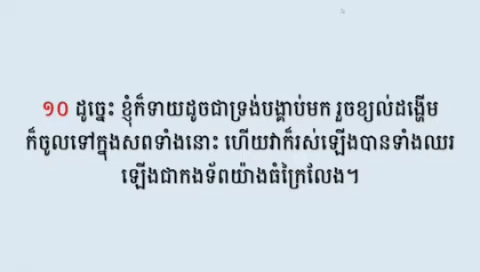 ១០ ដូច្នេះ ខ្ញុំក៏ទាយដូចជាទ្រង់បង្គាប់មក រួចខ្យល់ដង្ហើម
ក៏ចូលទៅក្នុងសពទាំងនោះ ហើយវាក៏រស់ឡើងបានទាំងឈរ
ឡើងជាកងទ័ពយ៉ាងធំក្រៃលែង។